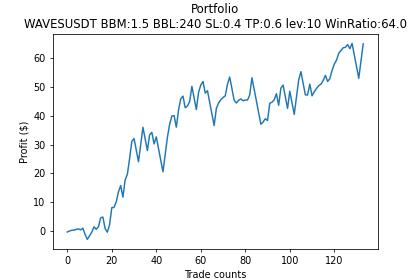 Portfolio
WAVESUSDT BBM:1.5 BBL:240 SL:0.4 TP:0.6 lev:10 WinRatio:64.0
60
50
40
30
20
10
0
Profit ($)
0 20 40 60 80 100 120
Trade counts